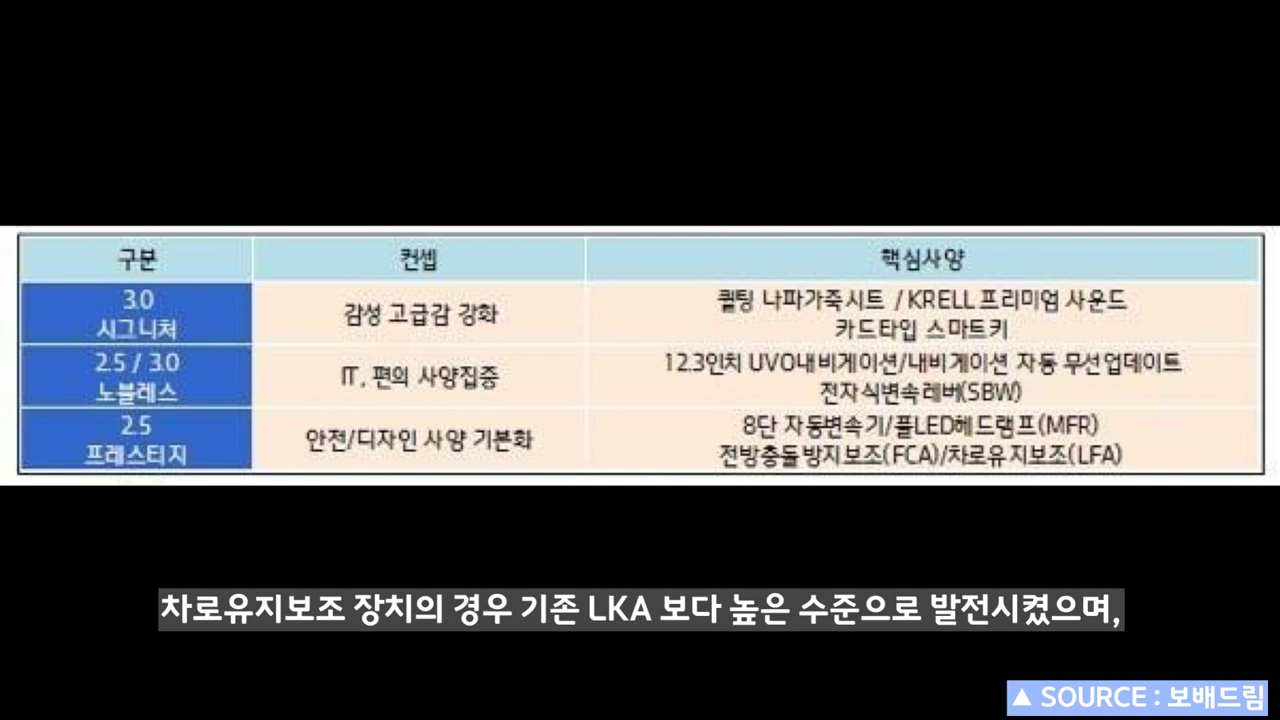 구분 컨셉 핵심사양
3.0
시그니처
감성 고급감 강화
퀼팅 나파가죽시트 / KRELL 프리미엄 사운드
카드타입 스마트키
2.5 / 3.0
노블레스
IT, 편의 사양집중
12.3인치 UVO내비게이션/내비게이션 자동 무선업데이트
전자식변속레버(SBW)
2.5
프레스티지
안전/디자인 사양 기본화
8단 자동변속기/풀LED헤드램프(MFR)
전방충돌방지보조(FCA)/차로유지보조(LFA)
차로유지보조 장치의 경우 기존 LKA 보다 높은 수준으로 발전시켰으며,
▲ SOURCE : 보배드림